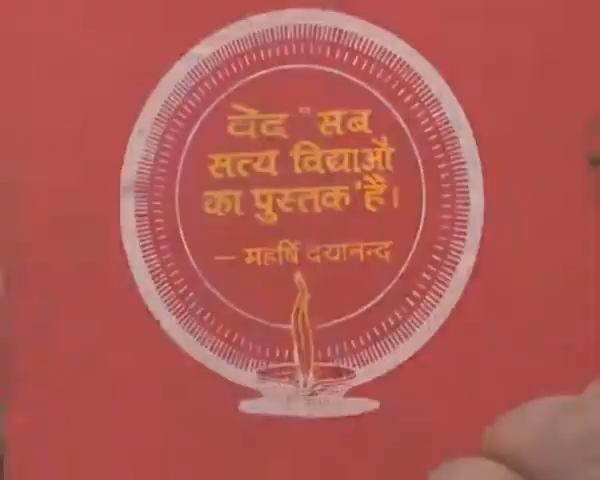 वेद "सब
सत्य विद्याओं
का पुस्तक" है।
— महर्षि दयानन्द